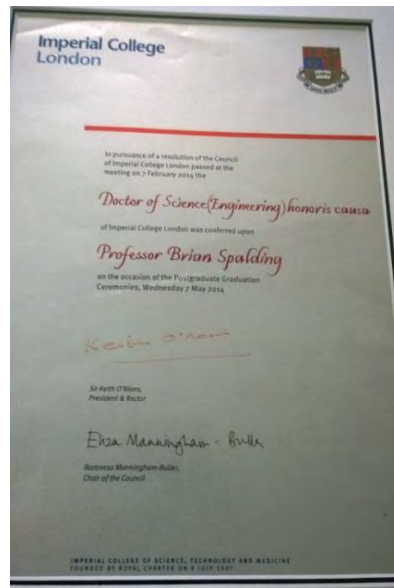 Imperial College
London
In pursuance of a resolution of the Council
of Imperial College London passed at the
meeting on 7 February 2014 the
Doctor of Science(Engineering) honoris causa
of Imperial College London was conferred upon
Professor Brian Spalding
on the occasion of the Postgraduate Graduation
Ceremonies, Wednesday 7 May 2014
Keith O'Nions
Sir Keith O'Nions,
President & Rector
Eliza Manningham-Buller
Baroness Manningham-Buller,
Chair of the Council
IMPERIAL COLLEGE OF SCIENCE, TECHNOLOGY AND MEDICINE
FOUNDED BY ROYAL CHARTER ON 8 JULY 1907